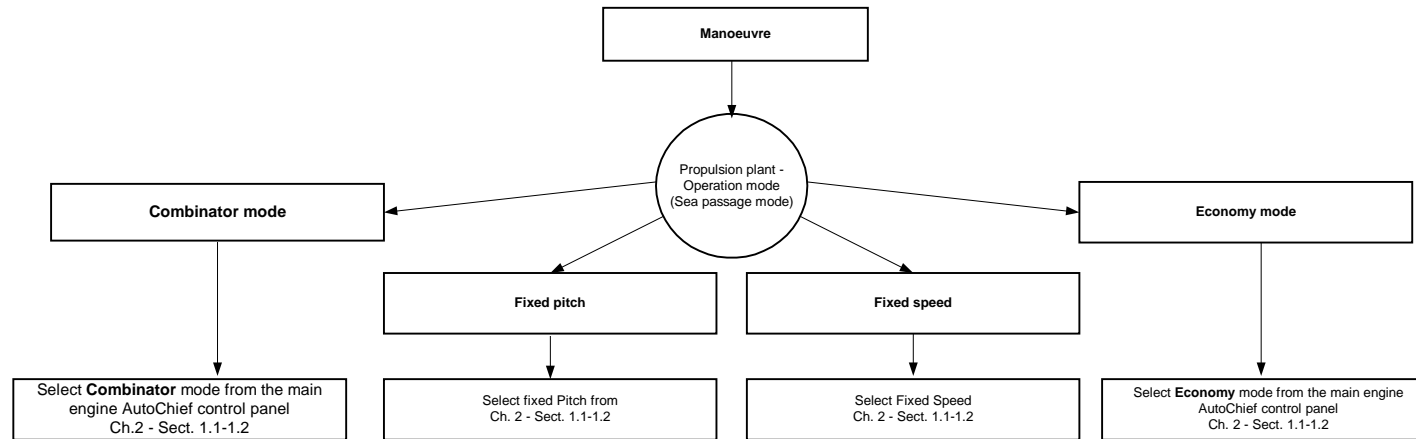 Manoeuvre
Propulsion plant -
Operation mode
(Sea passage mode)
Combinator mode
Economy mode
Fixed pitch
Fixed speed
Select Combinator mode from the main
engine AutoChief control panel
Ch.2 - Sect. 1.1-1.2
Select fixed Pitch from
Ch. 2 - Sect. 1.1-1.2
Select Fixed Speed
Ch. 2 - Sect. 1.1-1.2
Select Economy mode from the main engine
AutoChief control panel
Ch. 2 - Sect. 1.1-1.2